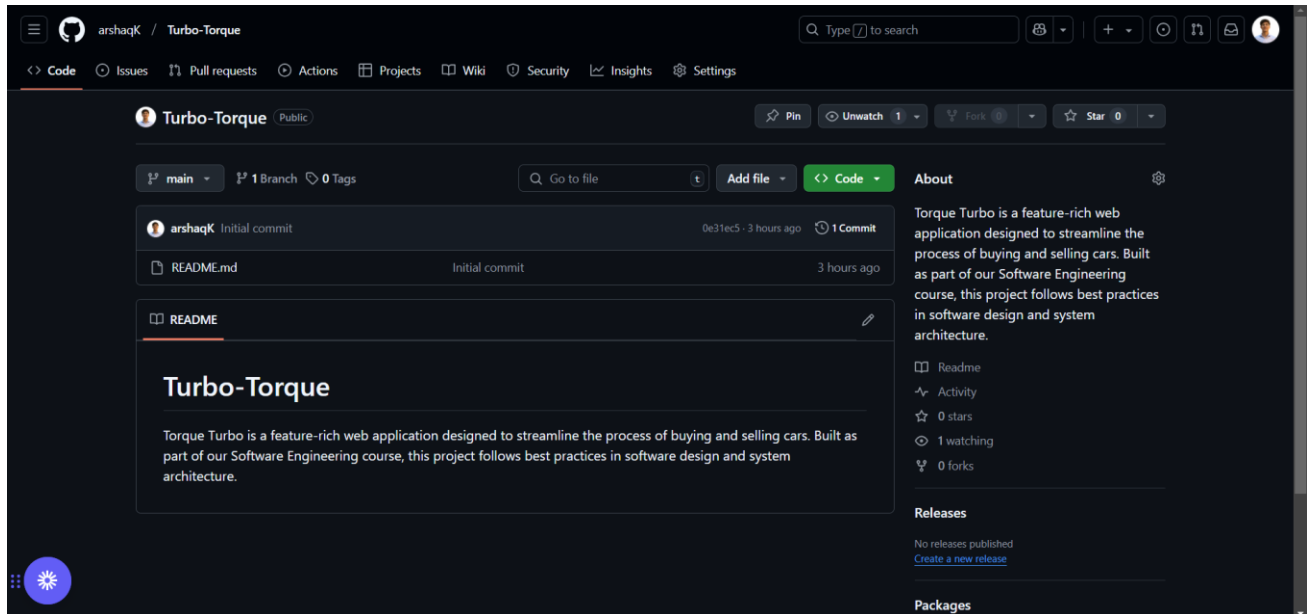 arshaqK / Turbo-Torque
Type / to search
Code Issues Pull requests Actions Projects Wiki Security Insights Settings
Turbo-Torque Public
Pin Unwatch 1 Fork 0 Star 0
main 1 Branch 0 Tags Go to file t Add file Code
arshaqK Initial commit 0e31ec5 · 3 hours ago 1 Commit
README.md Initial commit 3 hours ago
README
Turbo-Torque
Torque Turbo is a feature-rich web application designed to streamline the process of buying and selling cars. Built as
part of our Software Engineering course, this project follows best practices in software design and system
architecture.
About
Torque Turbo is a feature-rich web
application designed to streamline the
process of buying and selling cars. Built
as part of our Software Engineering
course, this project follows best practices
in software design and system
architecture.
Readme
Activity
0 stars
1 watching
0 forks
Releases
No releases published
Create a new release
Packages